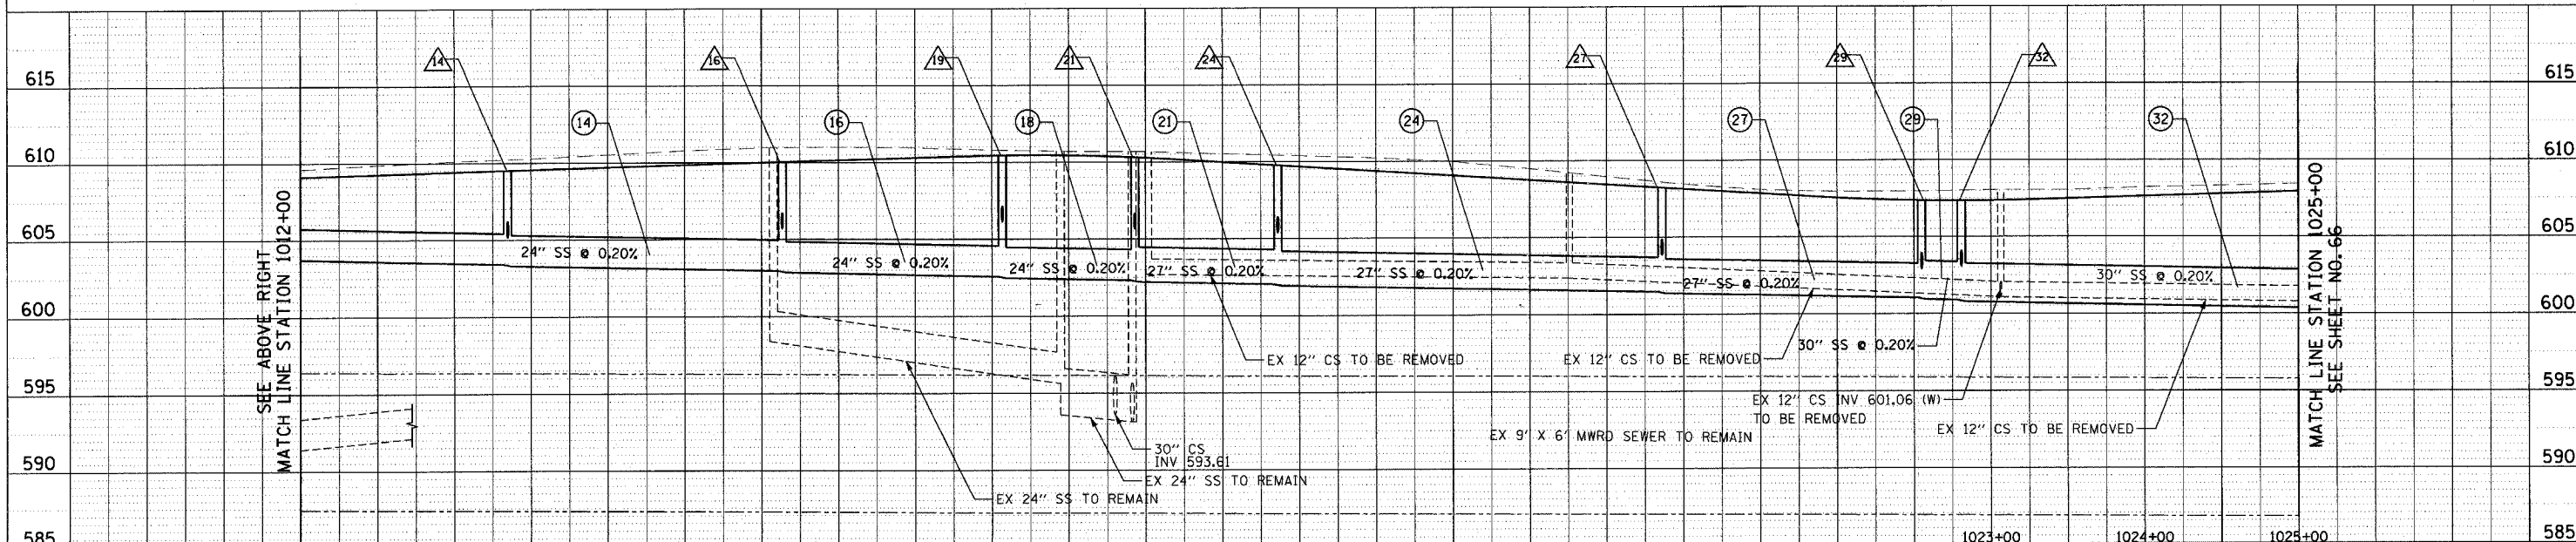 14
16
19
21
24
27
29
32
615
615
14
16
18
21
24
27
29
32
610
610
605
605
24" SS @ 0.20%
24" SS @ 0.20%
24" SS @ 0.20%
27" SS @ 0.20%
27" SS @ 0.20%
27" SS @ 0.20%
30" SS @ 0.20%
600
600
30" SS @ 0.20%
EX 12" CS TO BE REMOVED
EX 12" CS TO BE REMOVED
595
595
EX 12" CS INV 601.06 (W)
TO BE REMOVED
EX 12" CS TO BE REMOVED
EX 9' X 6' MWRD SEWER TO REMAIN
30" CS
INV 593.61
EX 24" SS TO REMAIN
EX 24" SS TO REMAIN
590
590
585
585
1023+00
1024+00
1025+00
SEE ABOVE RIGHT
MATCH LINE STATION 1012+00
MATCH LINE STATION 1025+00
SEE SHEET NO. 66